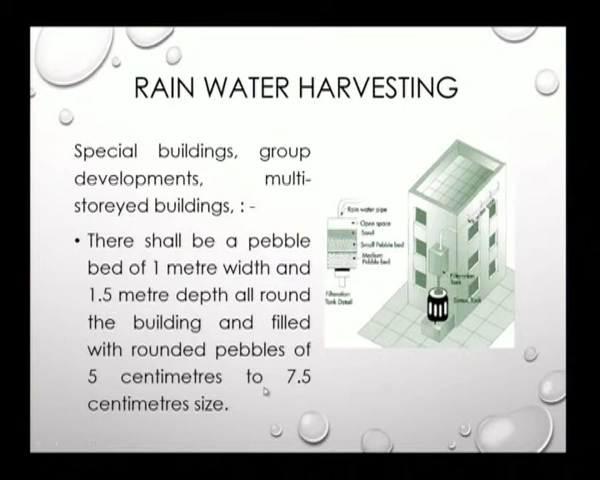 RAIN WATER HARVESTING
Special buildings, group
developments, multi-
storeyed buildings, : -
• There shall be a pebble
bed of 1 metre width and
1.5 metre depth all round
the building and filled
with rounded pebbles of
5 centimetres to 7.5
centimetres size.
Rain water pipe
Open space
Sand
Small Pebble bed
Medium
Pebble bed
Filteration
Tank Detail
Filteration
Tank